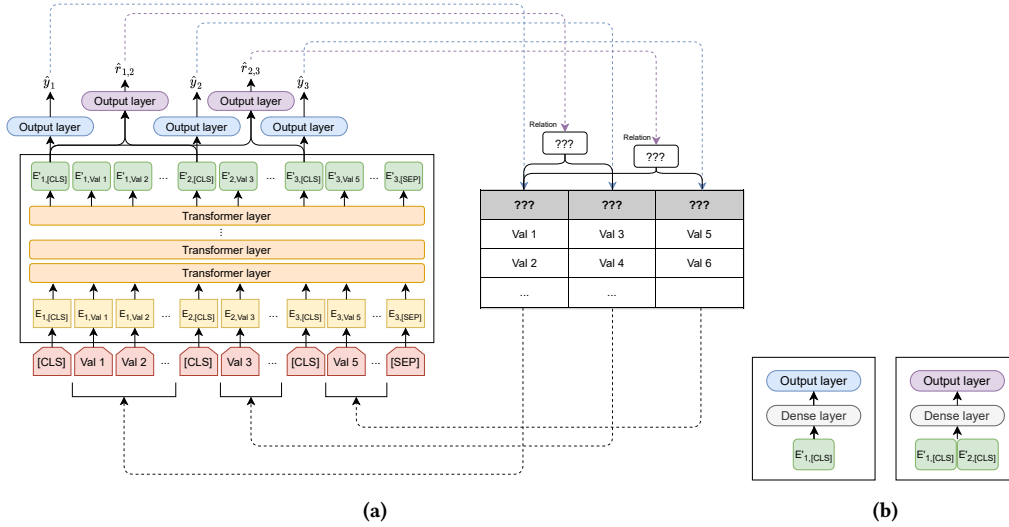 ŷ₁ r̂₁,₂ ŷ₂ r̂₂,₃ ŷ₃
Output layer Output layer
Output layer Output layer Output layer
E'1,[CLS] E'1,Val 1 E'1,Val 2 ... E'2,[CLS] E'2,Val 3 ... E'3,[CLS] E'3,Val 5 ... E'3,[SEP]
Transformer layer
⋮
Transformer layer
Transformer layer
E1,[CLS] E1,Val 1 E1,Val 2 ... E2,[CLS] E2,Val 3 ... E3,[CLS] E3,Val 5 ... E3,[SEP]
[CLS] Val 1 Val 2 ... [CLS] Val 3 ... [CLS] Val 5 ... [SEP]
Relation
???
Relation
???
??? ??? ???
Val 1 Val 3 Val 5
Val 2 Val 4 Val 6
... ...
(a)
Output layer
Dense layer
E'1,[CLS]
Output layer
Dense layer
E'1,[CLS] E'2,[CLS]
(b)